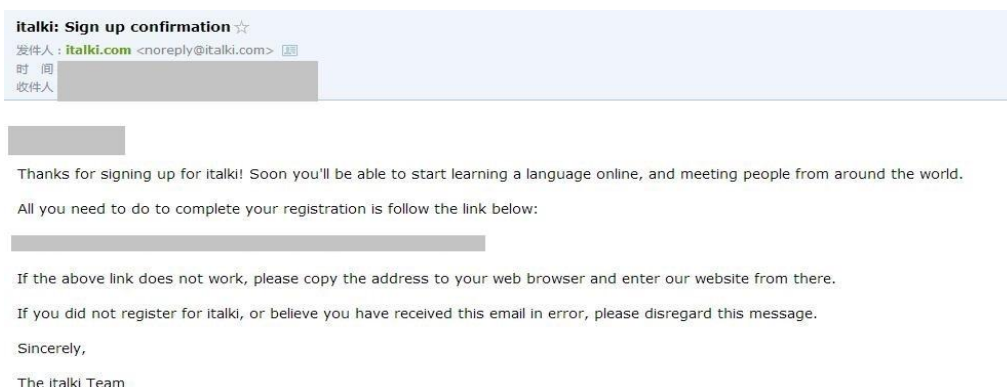 italki: Sign up confirmation
发件人：italki.com <noreply@italki.com>
时 间
收件人
Thanks for signing up for italki! Soon you'll be able to start learning a language online, and meeting people from around the world.
All you need to do to complete your registration is follow the link below:
If the above link does not work, please copy the address to your web browser and enter our website from there.
If you did not register for italki, or believe you have received this email in error, please disregard this message.
Sincerely,
The italki Team